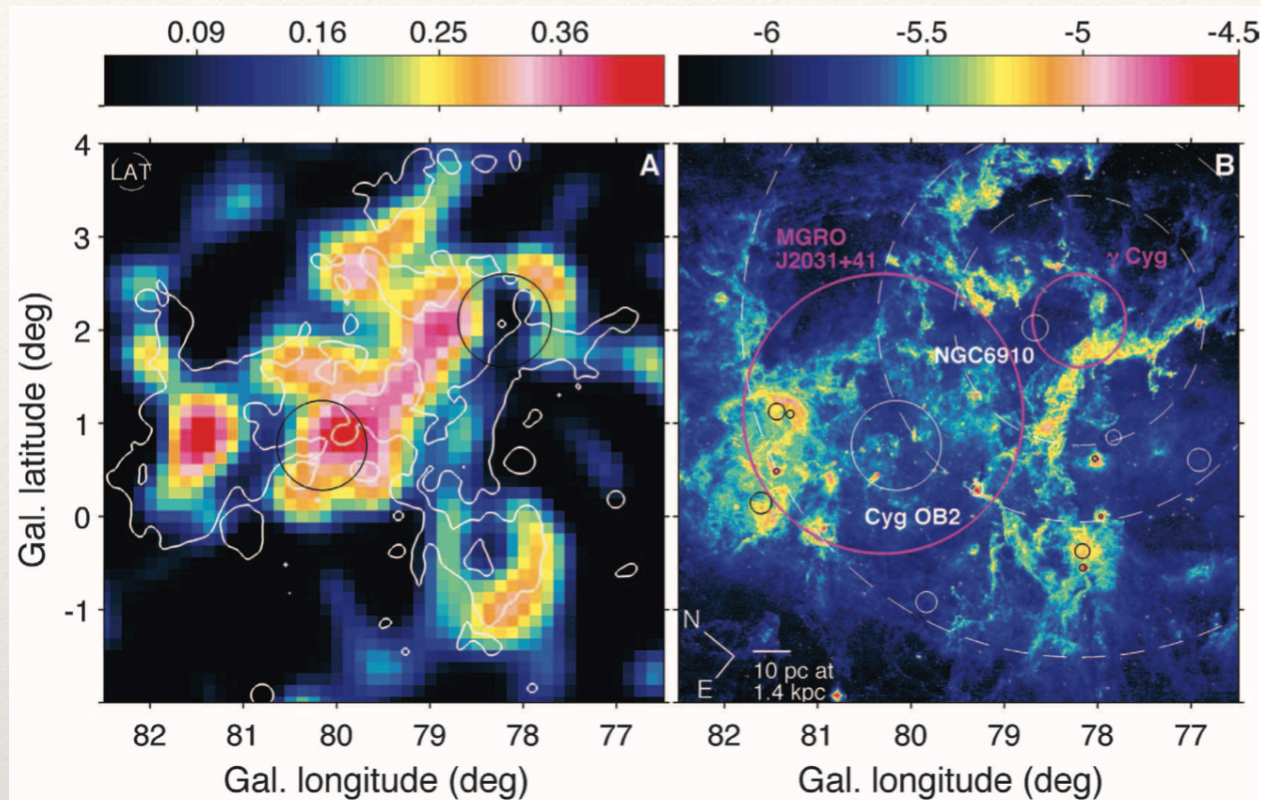 0.09 0.16 0.25 0.36
-6 -5.5 -5 -4.5
LAT
A
4
3
2
1
0
-1
82 81 80 79 78 77
Gal. longitude (deg)
Gal. latitude (deg)
B
MGRO
J2031+41
γ Cyg
NGC6910
Cyg OB2
N
E
10 pc at
1.4 kpc
82 81 80 79 78 77
Gal. longitude (deg)